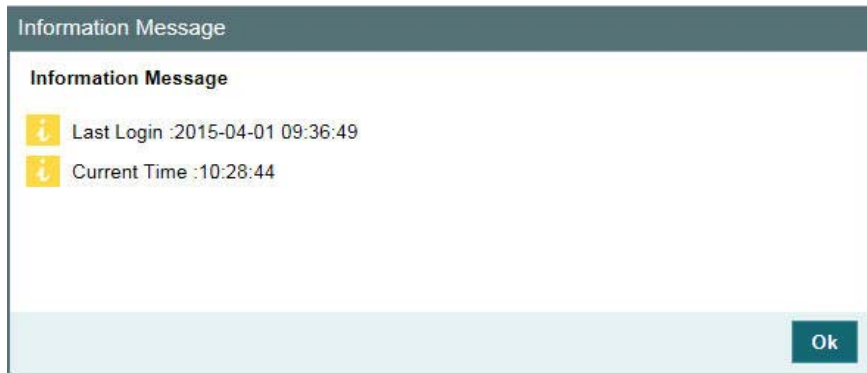 Information Message
Information Message
i Last Login :2015-04-01 09:36:49
i Current Time :10:28:44
Ok